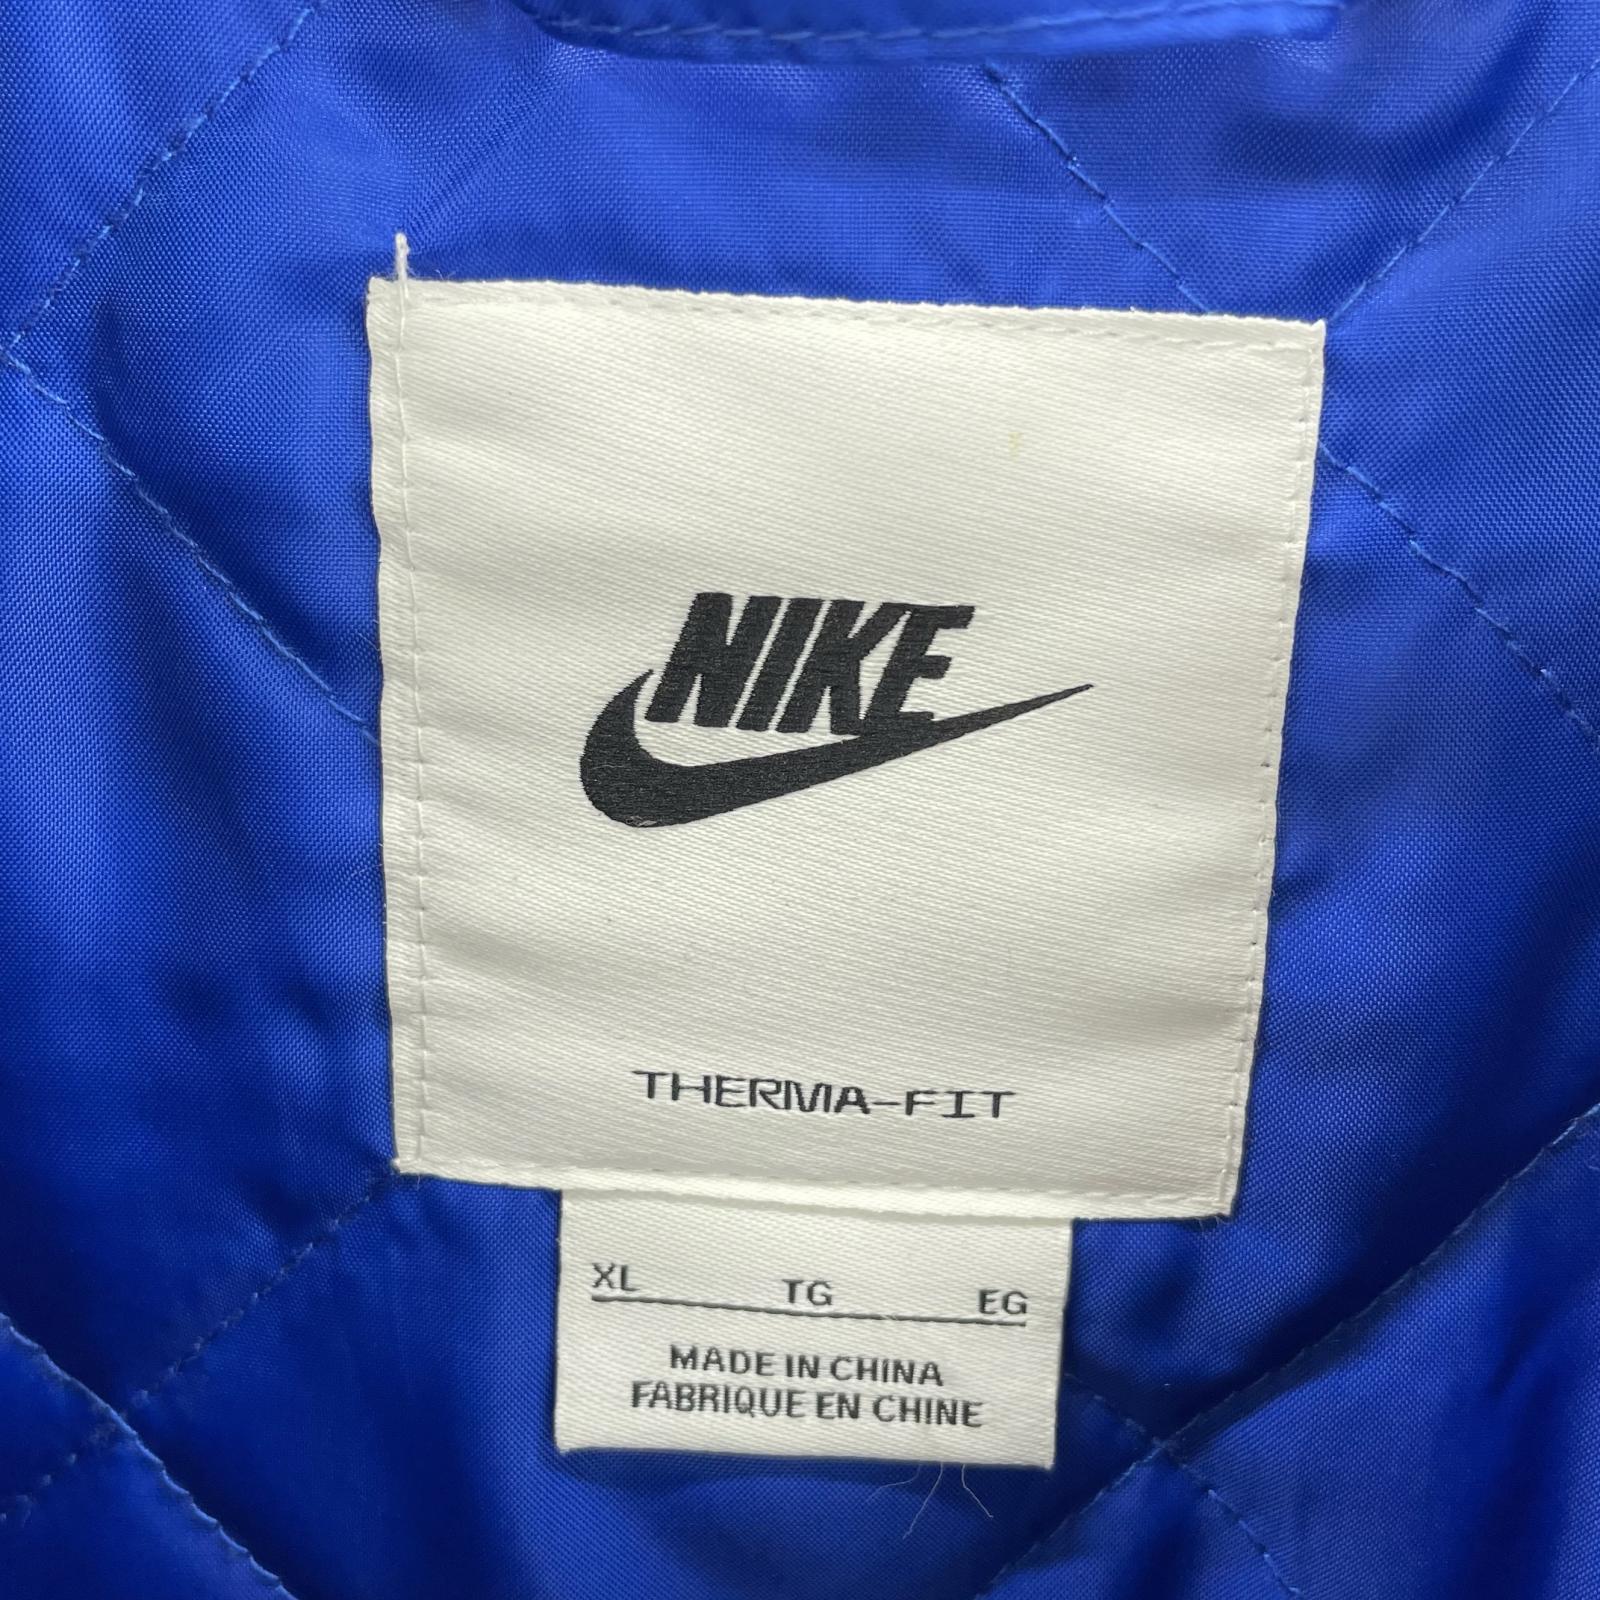 NIKE
THERMA-FIT
XL TG EG
MADE IN CHINA
FABRIQUE EN CHINE